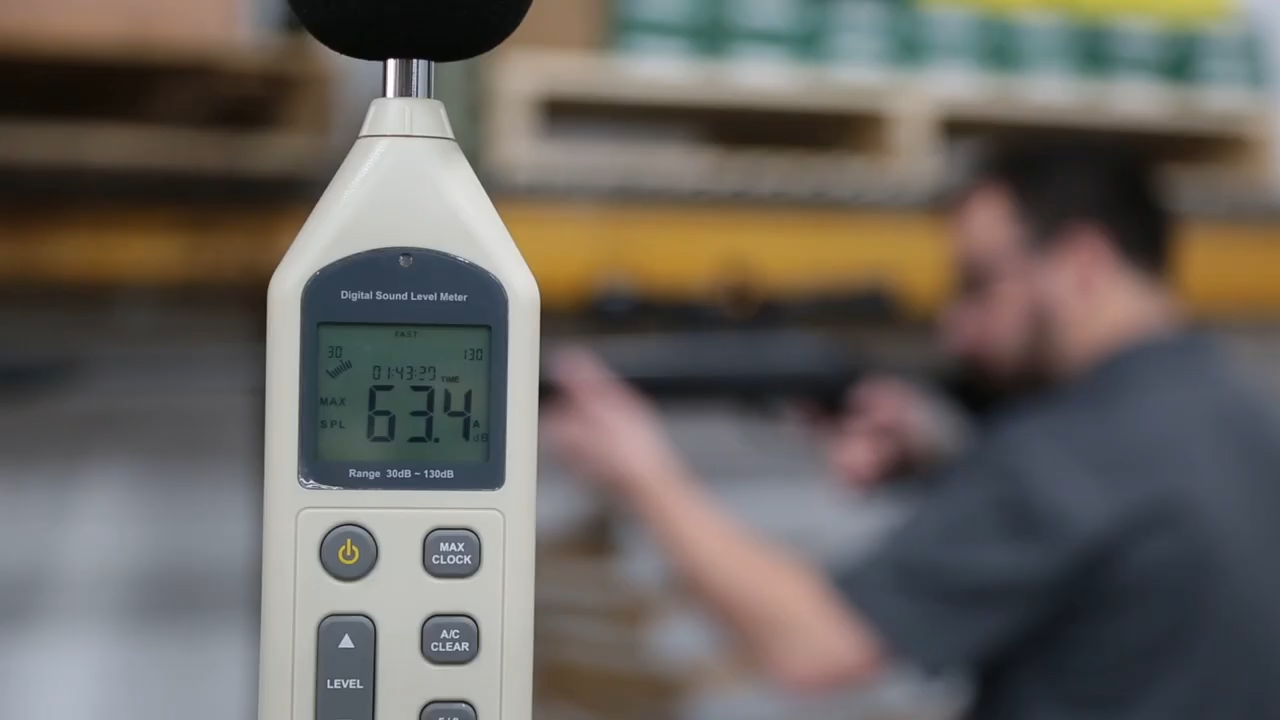 Digital Sound Level Meter
FAST
30 130
01:43:29 TIME
MAX 63.4 A
SPL dB
Range 30dB ~ 130dB
MAX
CLOCK
A/C
CLEAR
▲
LEVEL